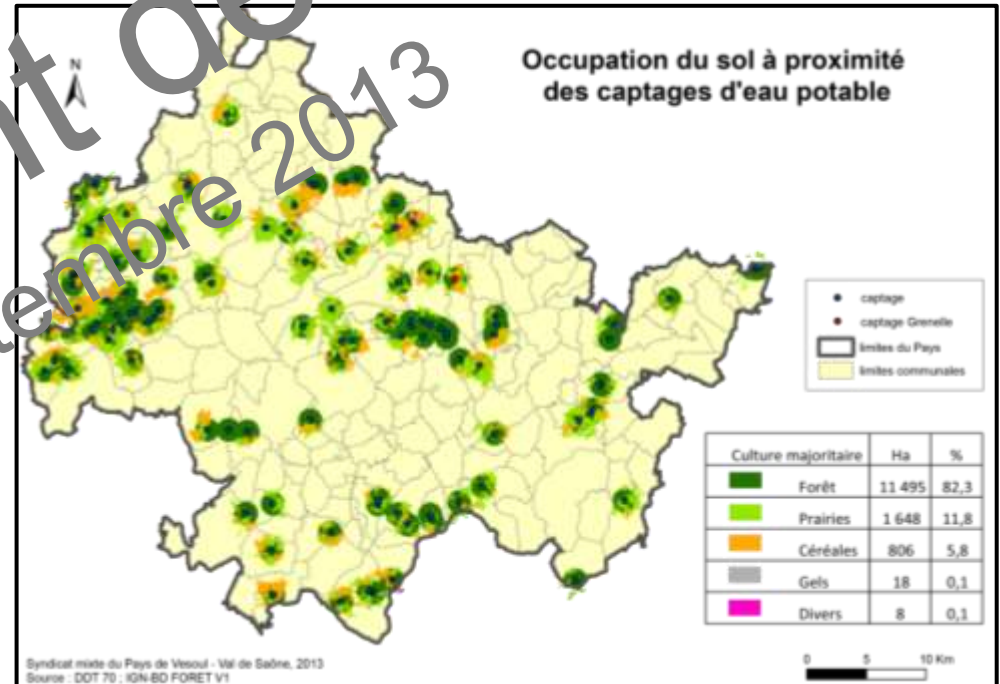 Occupation du sol à proximité
des captages d'eau potable
N
tembre 2013
captage
captage Grenelle
limites du Pays
limites communales
Culture majoritaire Ha %
Forêt 11 495 82,3
Prairies 1 648 11,8
Céréales 806 5,8
Gels 18 0,1
Divers 8 0,1
Syndicat mixte du Pays de Vesoul - Val de Saône, 2013
Source : DDT 70 ; IGN-BD FORET V1
0 5 10 Km